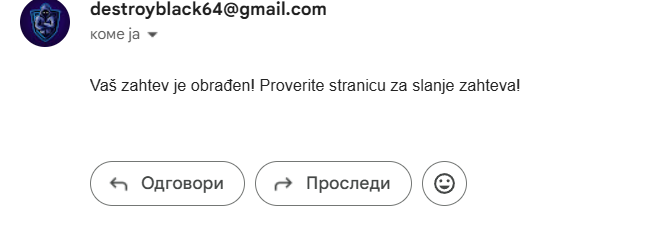 destroyblack64@gmail.com
коме ја
Vaš zahtev je obrađen! Proverite stranicu za slanje zahteva!
Одговори
Проследи